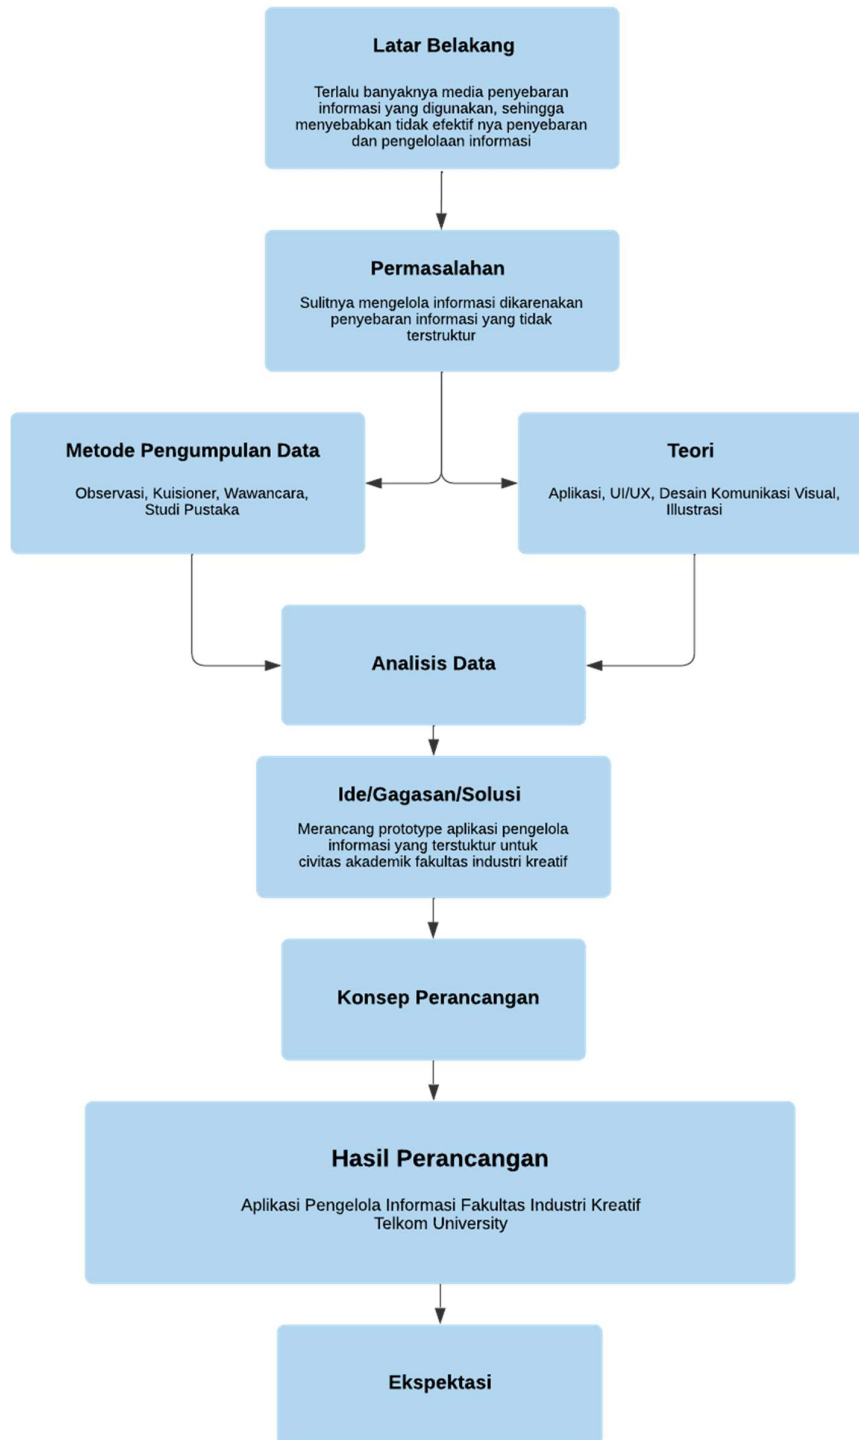 Latar Belakang
Terlalu banyaknya media penyebaran
informasi yang digunakan, sehingga
menyebabkan tidak efektif nya penyebaran
dan pengelolaan informasi
Permasalahan
Sulitnya mengelola informasi dikarenakan
penyebaran informasi yang tidak
terstruktur
Metode Pengumpulan Data
Observasi, Kuisioner, Wawancara,
Studi Pustaka
Teori
Aplikasi, UI/UX, Desain Komunikasi Visual,
Illustrasi
Analisis Data
Ide/Gagasan/Solusi
Merancang prototype aplikasi pengelola
informasi yang terstuktur untuk
civitas akademik fakultas industri kreatif
Konsep Perancangan
Hasil Perancangan
Aplikasi Pengelola Informasi Fakultas Industri Kreatif
Telkom University
Ekspektasi